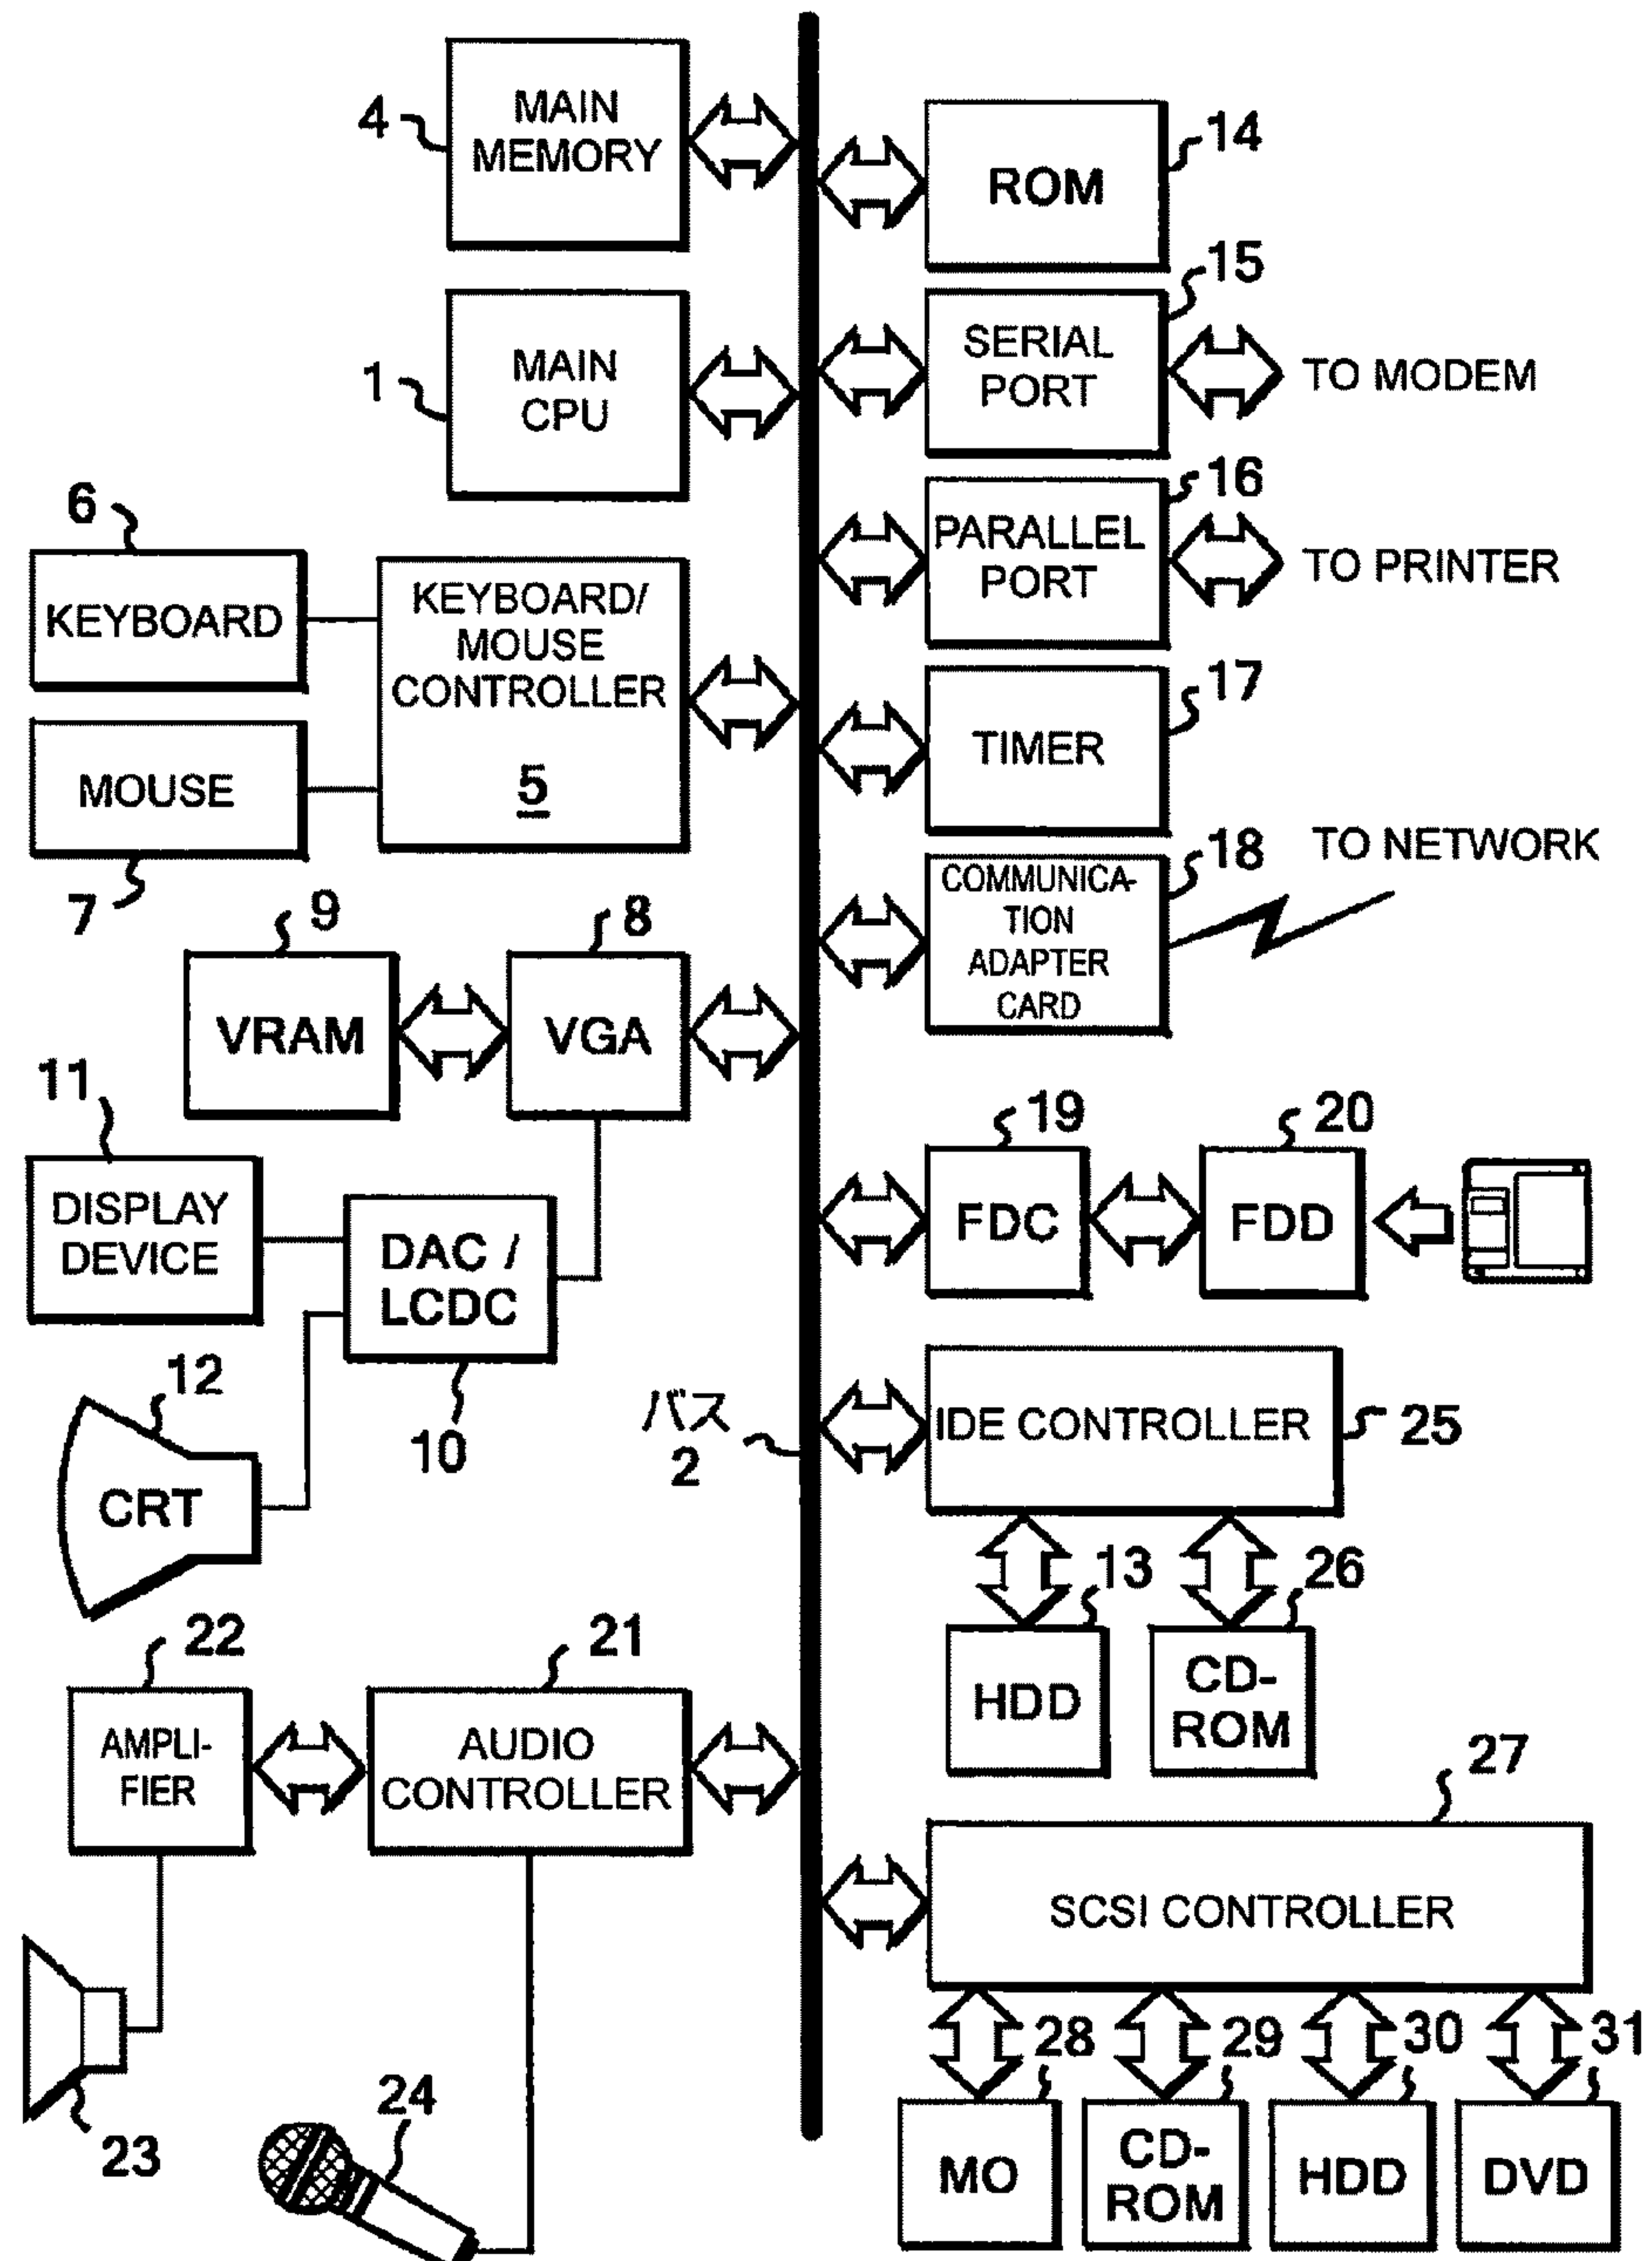 4
MAIN
MEMORY
14
ROM
1
MAIN
CPU
15
SERIAL
PORT
TO MODEM
16
PARALLEL
PORT
TO PRINTER
6
KEYBOARD
KEYBOARD/
MOUSE
CONTROLLER
5
MOUSE
7
17
TIMER
18
COMMUNICA-
TION
ADAPTER
CARD
TO NETWORK
9
VRAM
8
VGA
11
DISPLAY
DEVICE
DAC /
LCDC
10
12
CRT
バス
2
19
FDC
20
FDD
IDE CONTROLLER
25
13
HDD
26
CD-
ROM
22
AMPLI-
FIER
21
AUDIO
CONTROLLER
23
24
27
SCSI CONTROLLER
28
MO
29
CD-
ROM
30
HDD
31
DVD